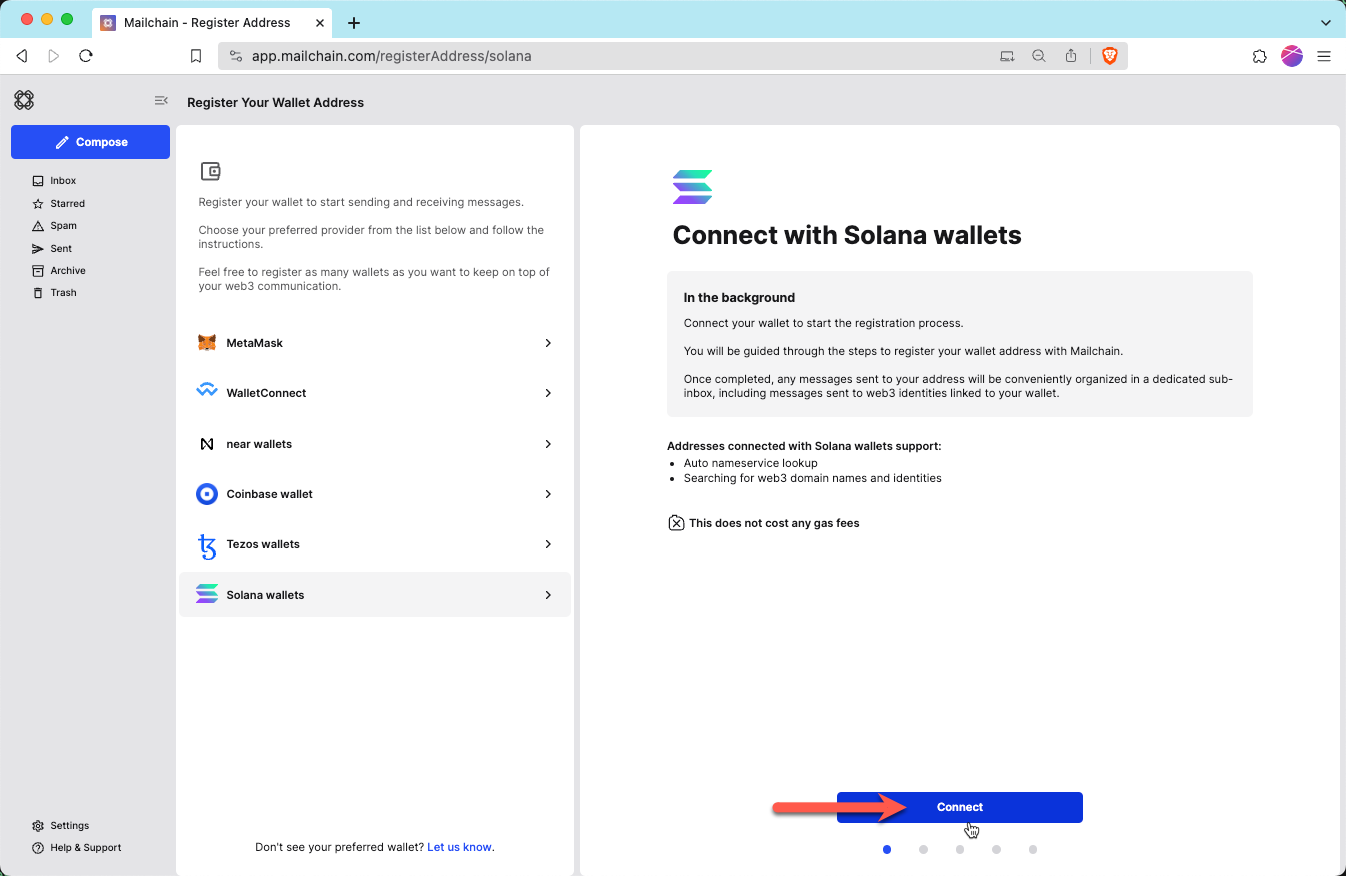 Mailchain - Register Address
app.mailchain.com/registerAddress/solana
Register Your Wallet Address
Compose
Inbox
Starred
Spam
Sent
Archive
Trash
Settings
Help & Support
Register your wallet to start sending and receiving messages.
Choose your preferred provider from the list below and follow the
instructions.
Feel free to register as many wallets as you want to keep on top of
your web3 communication.
MetaMask
WalletConnect
near wallets
Coinbase wallet
Tezos wallets
Solana wallets
Don't see your preferred wallet? Let us know.
Connect with Solana wallets
In the background
Connect your wallet to start the registration process.
You will be guided through the steps to register your wallet address with Mailchain.
Once completed, any messages sent to your address will be conveniently organized in a dedicated sub-
inbox, including messages sent to web3 identities linked to your wallet.
Addresses connected with Solana wallets support:
• Auto nameservice lookup
• Searching for web3 domain names and identities
This does not cost any gas fees
Connect